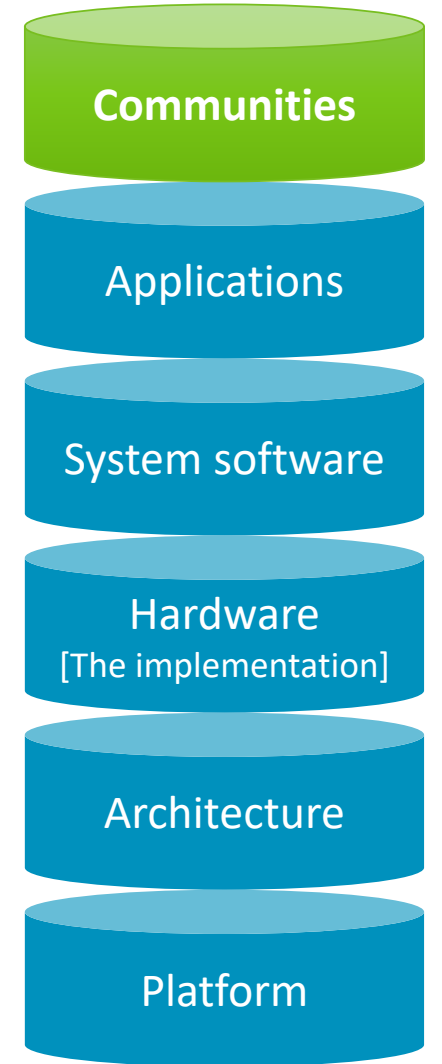 Communities
Applications
System software
Hardware
[The implementation]
Architecture
Platform